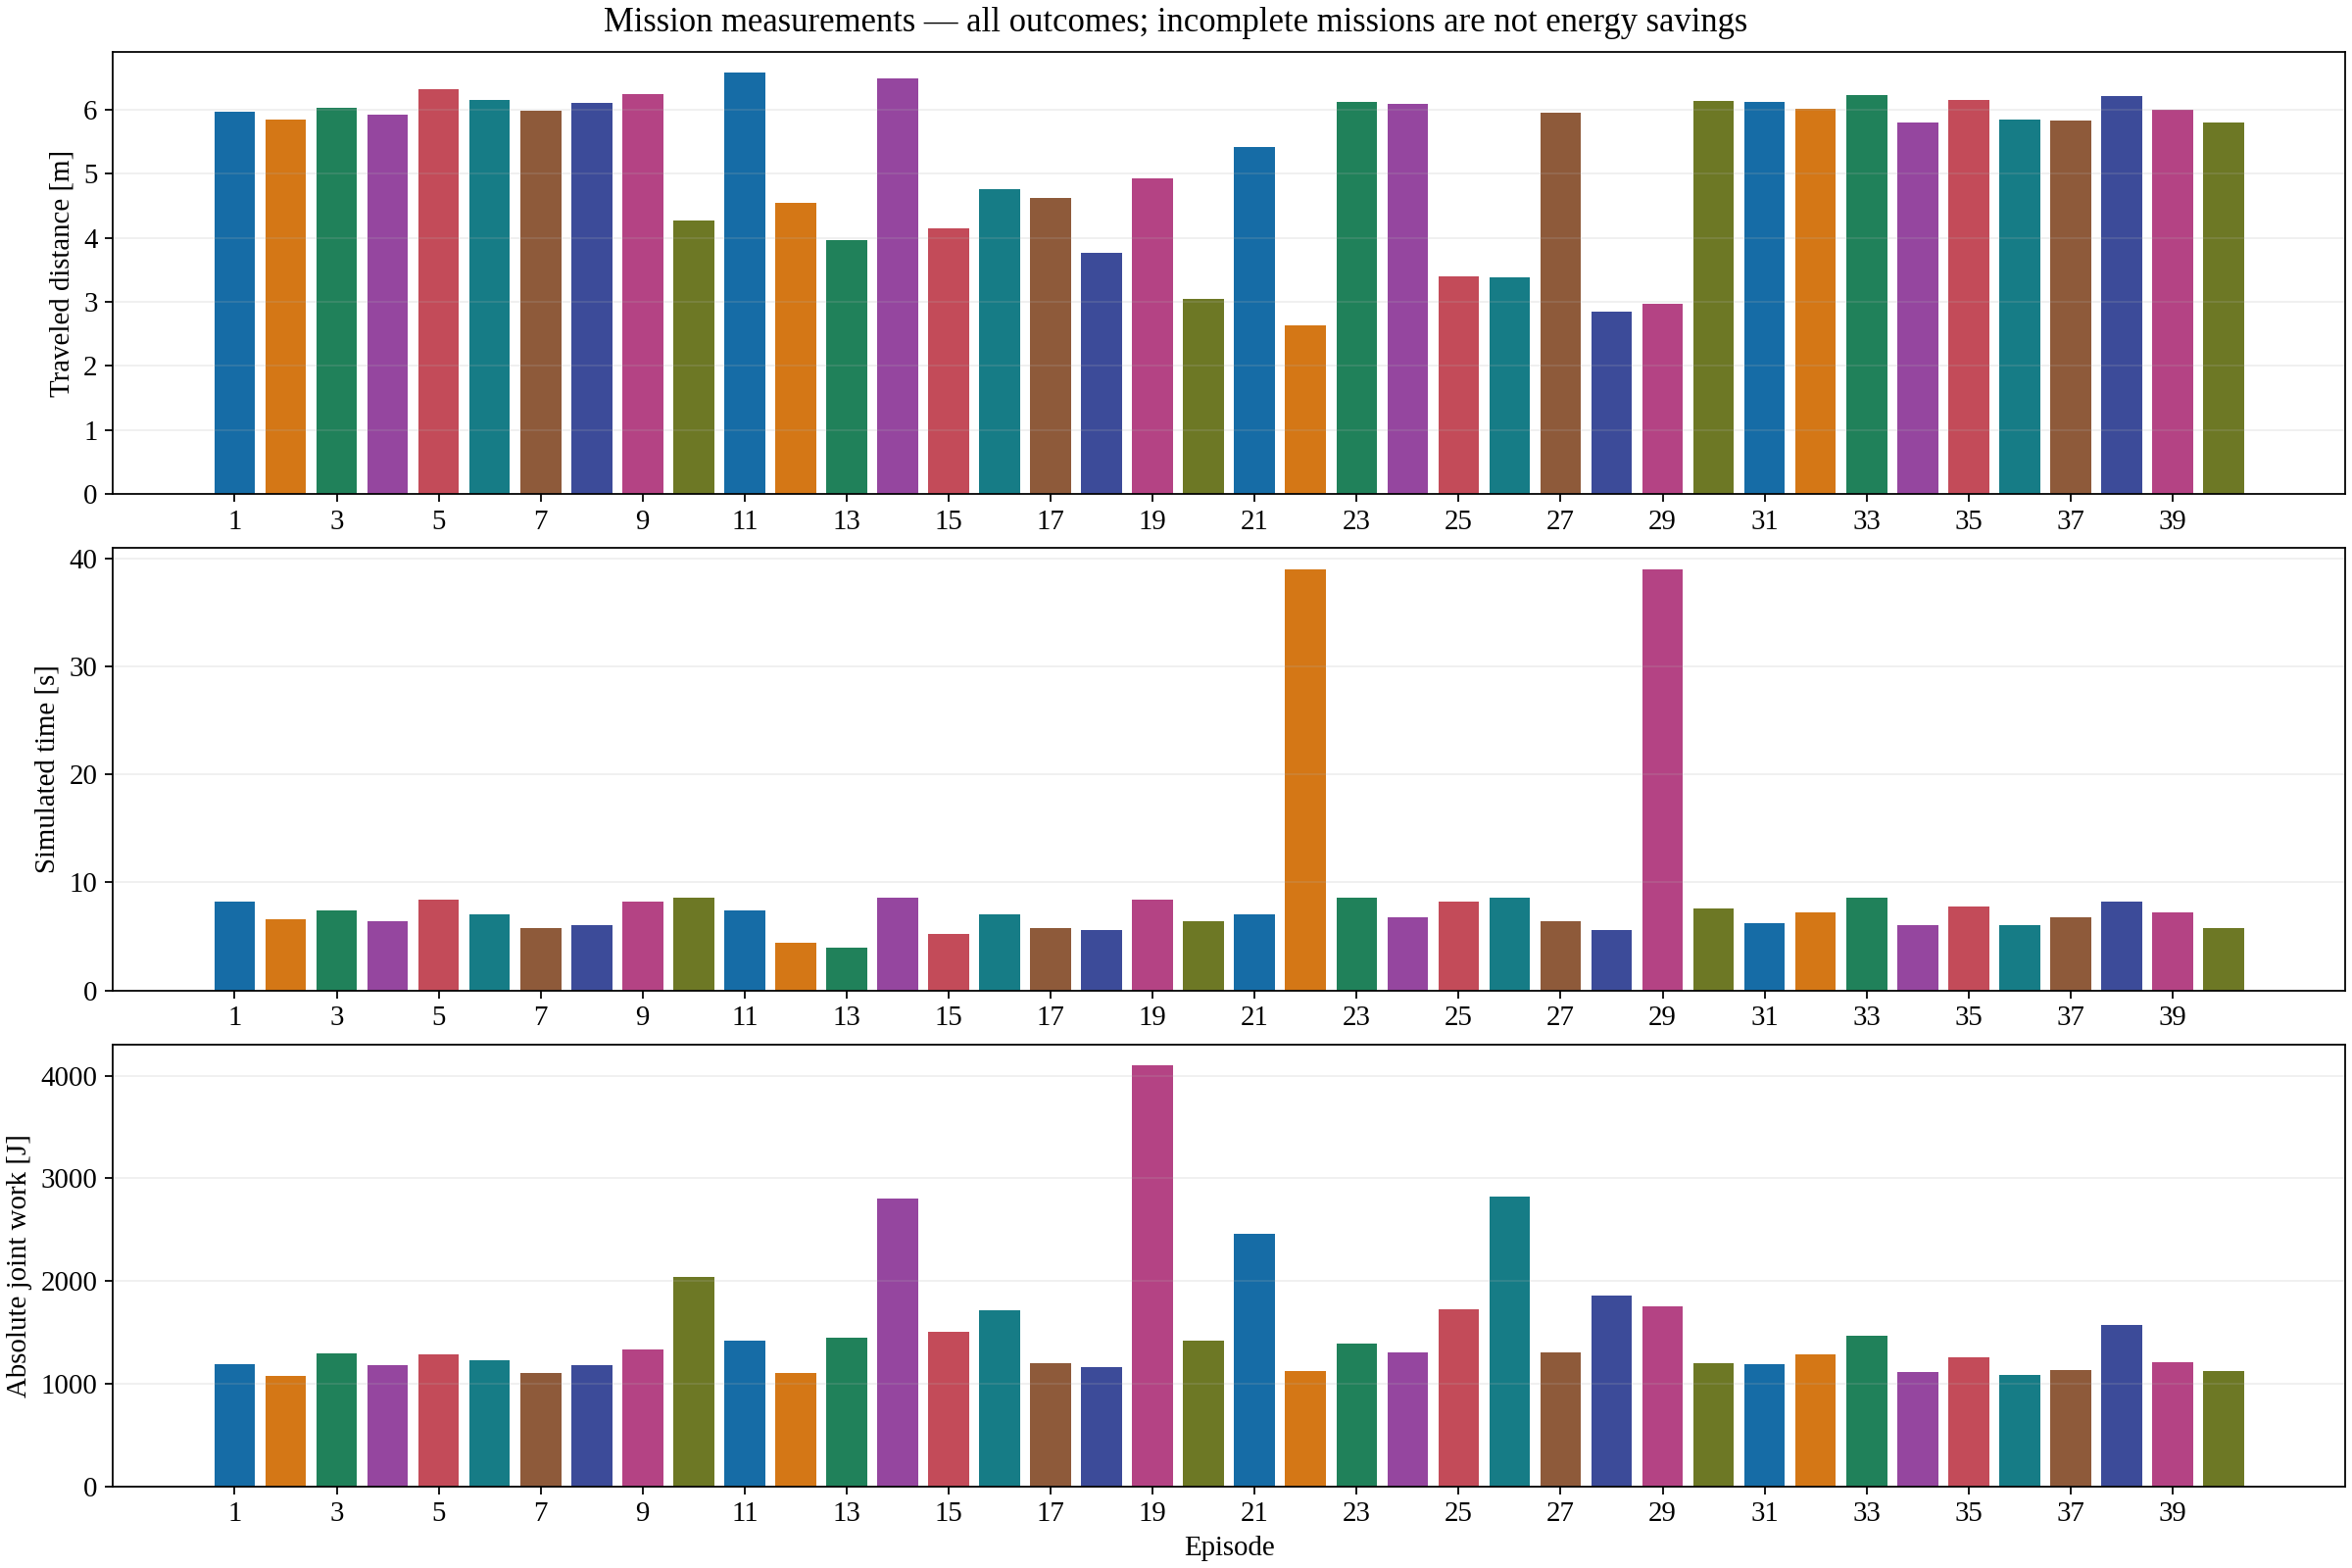 Mission measurements — all outcomes; incomplete missions are not energy savings
Traveled distance [m]
6
5
4
3
2
1
0
1 3 5 7 9 11 13 15 17 19 21 23 25 27 29 31 33 35 37 39
Simulated time [s]
40
30
20
10
0
1 3 5 7 9 11 13 15 17 19 21 23 25 27 29 31 33 35 37 39
Absolute joint work [J]
4000
3000
2000
1000
0
1 3 5 7 9 11 13 15 17 19 21 23 25 27 29 31 33 35 37 39
Episode